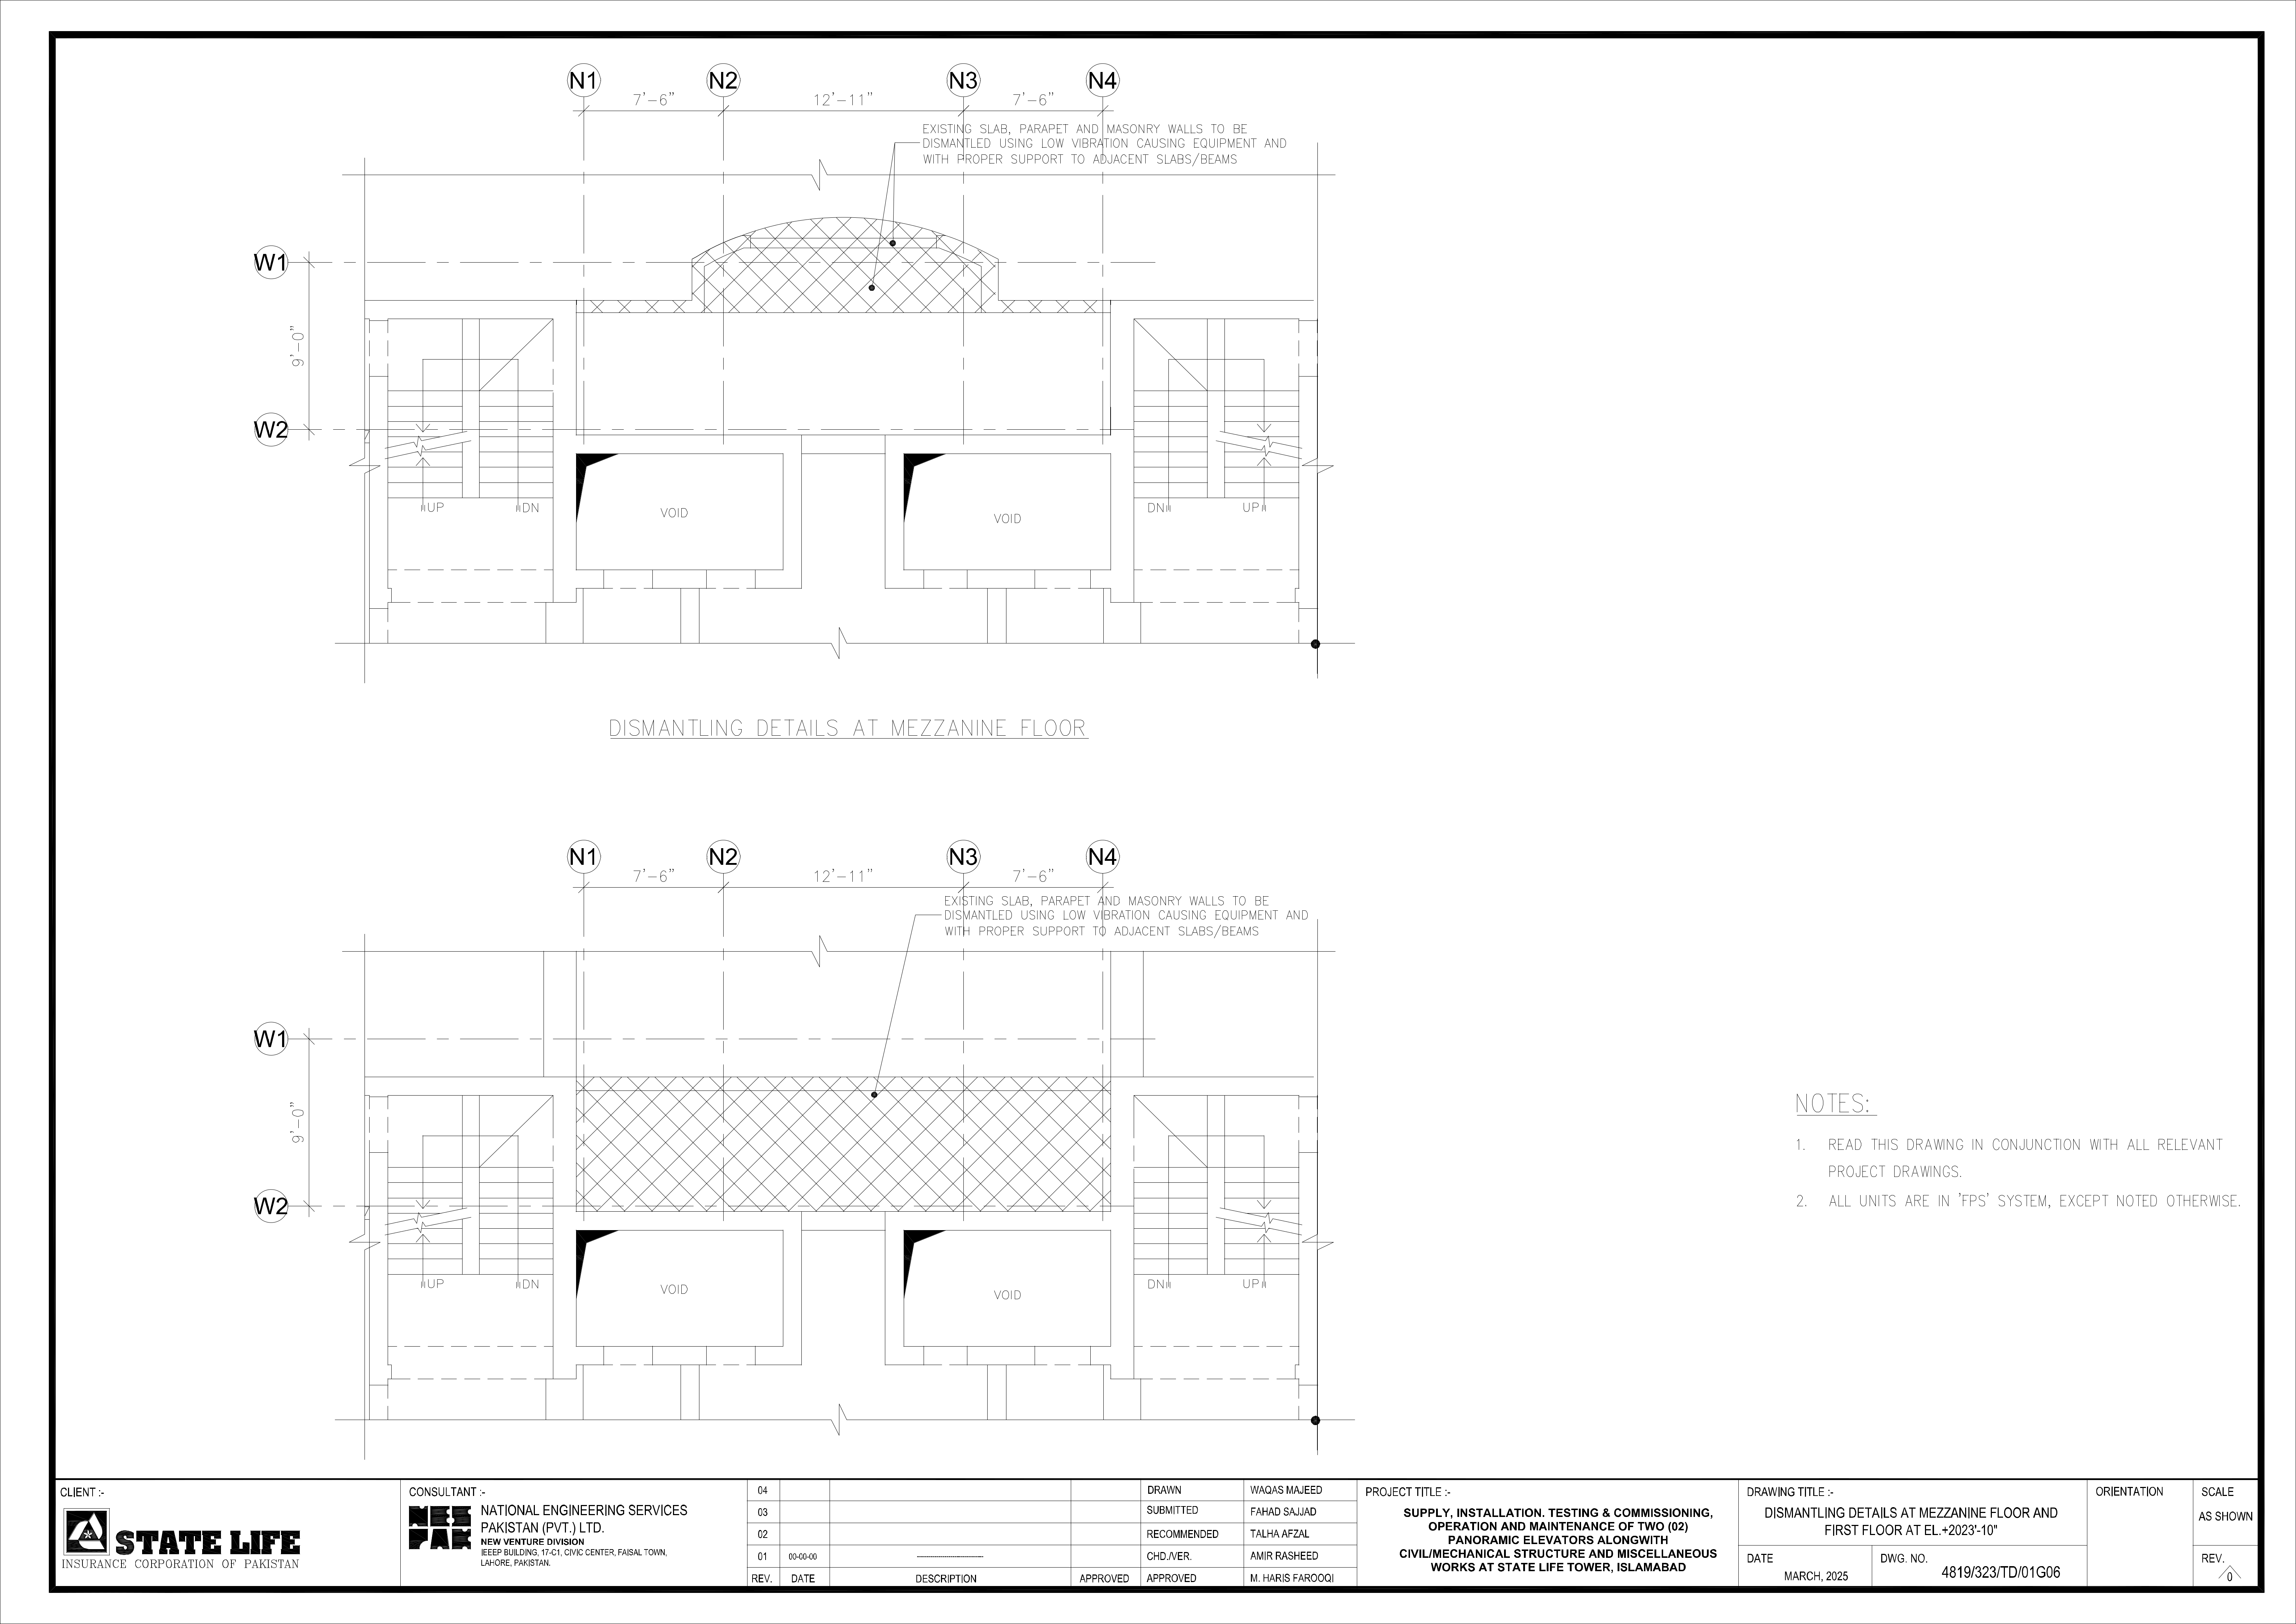 N1 N2 N3 N4
7'-6" 12'-11" 7'-6"
EXISTING SLAB, PARAPET AND MASONRY WALLS TO BE
DISMANTLED USING LOW VIBRATION CAUSING EQUIPMENT AND
WITH PROPER SUPPORT TO ADJACENT SLABS/BEAMS
W1
9'-0"
W2
UP DN DN UP
VOID VOID
DISMANTLING DETAILS AT MEZZANINE FLOOR
N1 N2 N3 N4
7'-6" 12'-11" 7'-6"
EXISTING SLAB, PARAPET AND MASONRY WALLS TO BE
DISMANTLED USING LOW VIBRATION CAUSING EQUIPMENT AND
WITH PROPER SUPPORT TO ADJACENT SLABS/BEAMS
W1
9'-0"
W2
UP DN DN UP
VOID VOID
NOTES:
1. READ THIS DRAWING IN CONJUNCTION WITH ALL RELEVANT
PROJECT DRAWINGS.
2. ALL UNITS ARE IN 'FPS' SYSTEM, EXCEPT NOTED OTHERWISE.
CLIENT :-
STATE LIFE
INSURANCE CORPORATION OF PAKISTAN
CONSULTANT :-
NES
PAK
NATIONAL ENGINEERING SERVICES
PAKISTAN (PVT.) LTD.
NEW VENTURE DIVISION
IEEEP BUILDING, 17-C1, CIVIC CENTER, FAISAL TOWN,
LAHORE, PAKISTAN.
04
03
02
01 00-00-00
REV. DATE DESCRIPTION APPROVED
DRAWN WAQAS MAJEED
SUBMITTED FAHAD SAJJAD
RECOMMENDED TALHA AFZAL
CHD./VER. AMIR RASHEED
APPROVED M. HARIS FAROOQI
PROJECT TITLE :-
SUPPLY, INSTALLATION. TESTING & COMMISSIONING,
OPERATION AND MAINTENANCE OF TWO (02)
PANORAMIC ELEVATORS ALONGWITH
CIVIL/MECHANICAL STRUCTURE AND MISCELLANEOUS
WORKS AT STATE LIFE TOWER, ISLAMABAD
DRAWING TITLE :-
DISMANTLING DETAILS AT MEZZANINE FLOOR AND
FIRST FLOOR AT EL.+2023'-10"
DATE
MARCH, 2025
DWG. NO.
4819/323/TD/01G06
ORIENTATION
SCALE
AS SHOWN
REV.
0